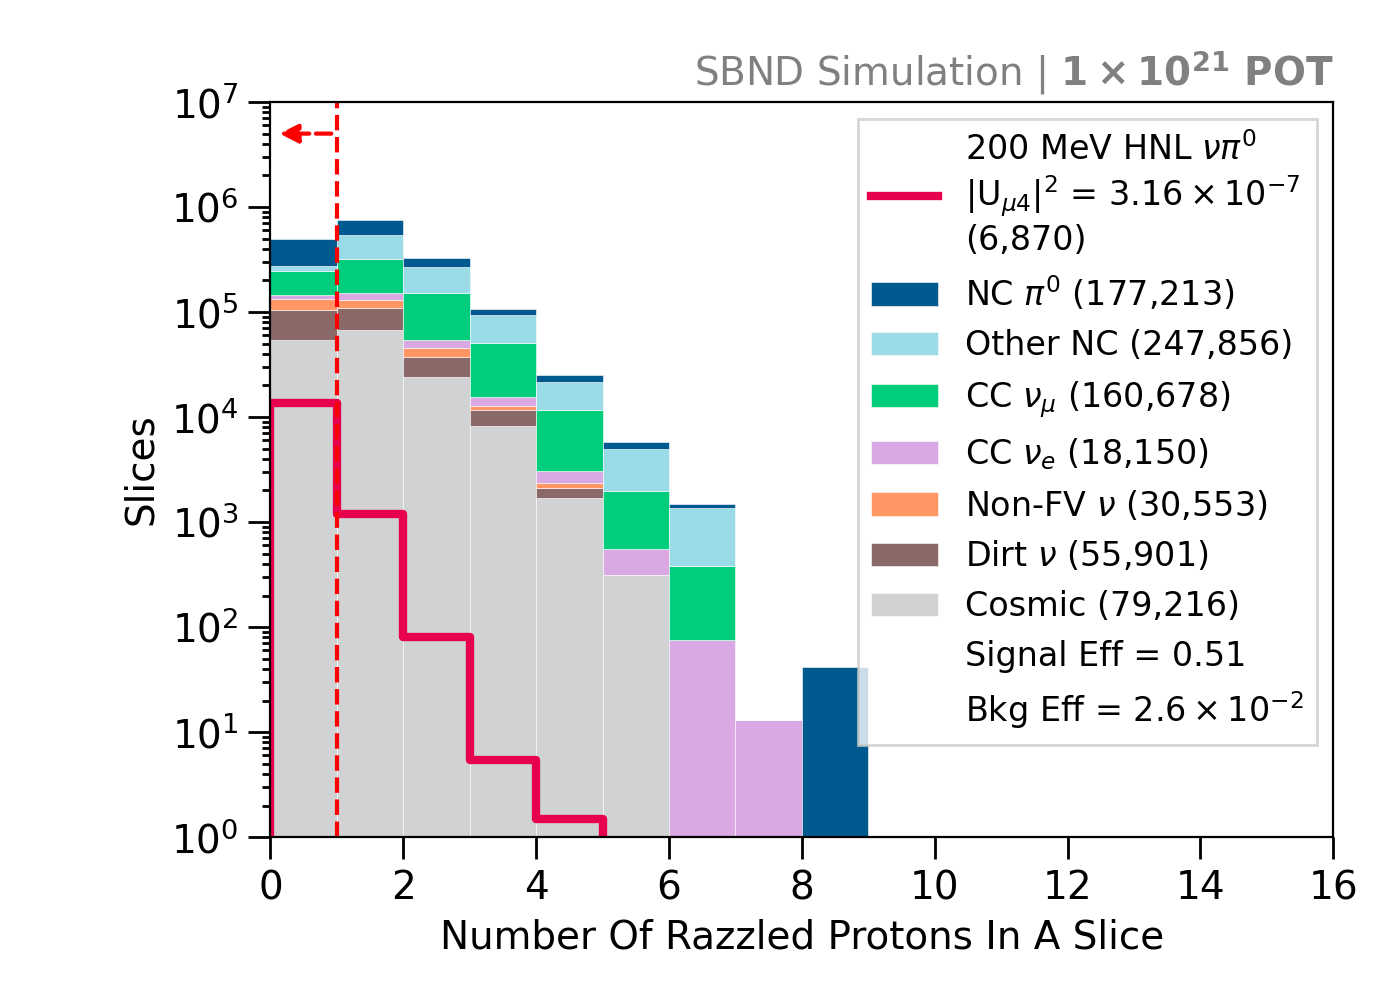 SBND Simulation | 1 × 10²¹ POT
10⁷
10⁶
10⁵
10⁴
10³
10²
10¹
10⁰
Slices
200 MeV HNL νπ⁰
|U_μ4|² = 3.16 × 10⁻⁷
(6,870)
NC π⁰ (177,213)
Other NC (247,856)
CC ν_μ (160,678)
CC ν_e (18,150)
Non-FV ν (30,553)
Dirt ν (55,901)
Cosmic (79,216)
Signal Eff = 0.51
Bkg Eff = 2.6 × 10⁻²
0 2 4 6 8 10 12 14 16
Number Of Razzled Protons In A Slice